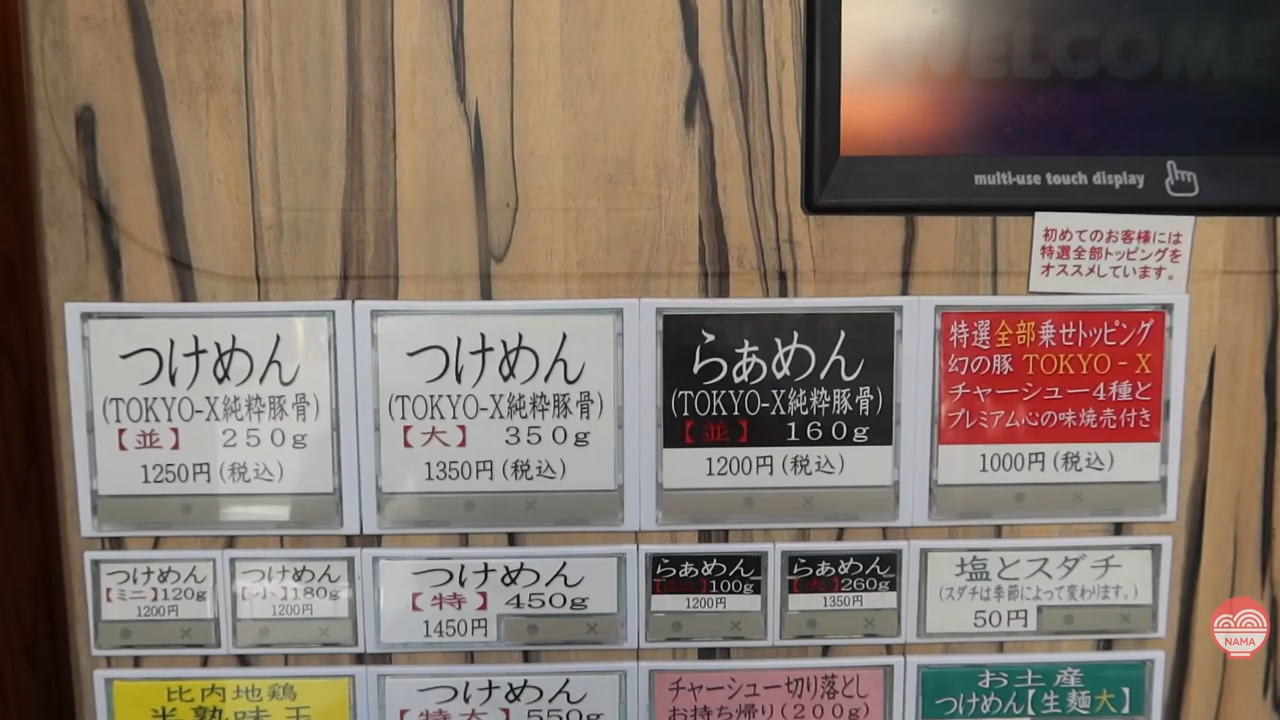 WELCOME
multi-use touch display
初めてのお客様には
特選全部トッピングを
オススメしています。
つけめん
(TOKYO-X純粋豚骨)
【並】 250g
1250円(税込)
つけめん
(TOKYO-X純粋豚骨)
【大】 350g
1350円(税込)
らぁめん
(TOKYO-X純粋豚骨)
【並】 160g
1200円(税込)
特選全部乗せトッピング
幻の豚 TOKYO-X
チャーシュー4種と
プレミアム心の味焼売付き
1000円(税込)
つけめん
【ミニ】120g
1200円
つけめん
【小】180g
1200円
つけめん
【特】 450g
1450円
らぁめん
【ミニ】100g
1200円
らぁめん
【大】260g
1350円
塩とスダチ
(スダチは季節によって変わります。)
50円
比内地鶏
半熟味玉
つけめん
【特大】550g
チャーシュー切り落とし
お持ち帰り(200g)
お土産
つけめん【生麺大】
NAMA